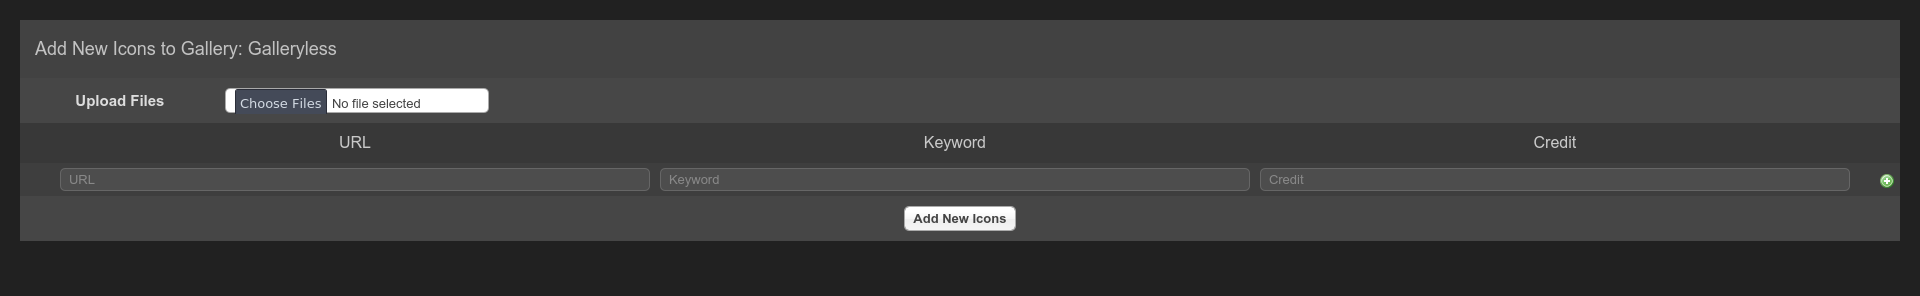 Add New Icons to Gallery: Galleryless
Upload Files Choose Files No file selected
URL Keyword Credit
URL Keyword Credit
Add New Icons